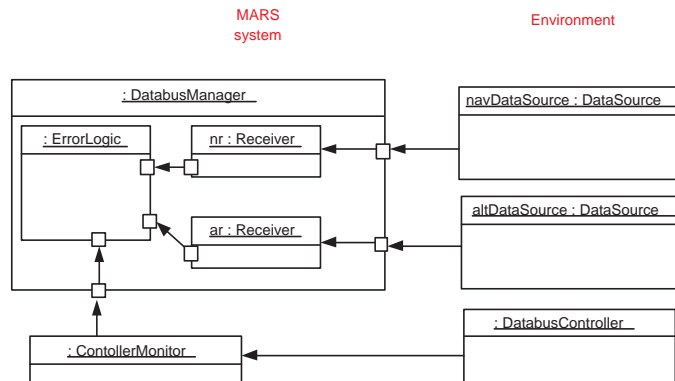 MARS
system
Environment
: DatabusManager
navDataSource : DataSource
: ErrorLogic
nr : Receiver
altDataSource : DataSource
ar : Receiver
: DatabusController
: ContollerMonitor